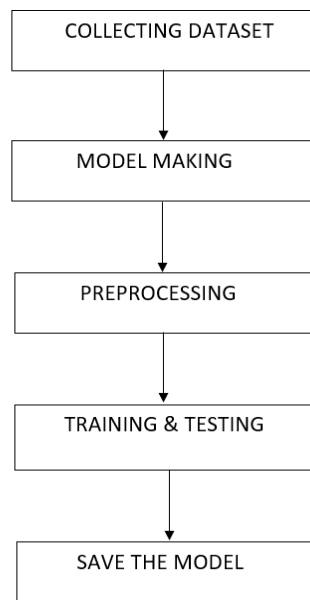 COLLECTING DATASET
MODEL MAKING
PREPROCESSING
TRAINING & TESTING
SAVE THE MODEL